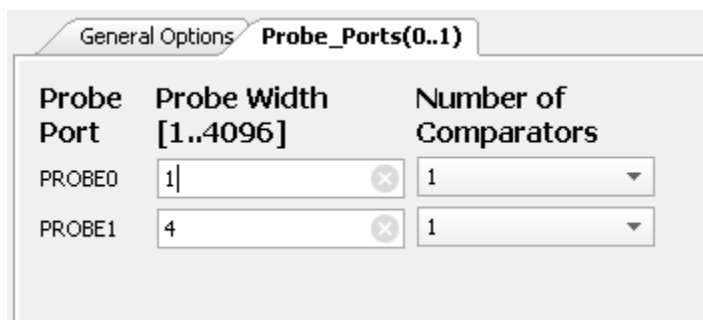 General Options Probe_Ports(0..1)
Probe Probe Width Number of
Port [1..4096] Comparators
PROBE0 1 1
PROBE1 4 1